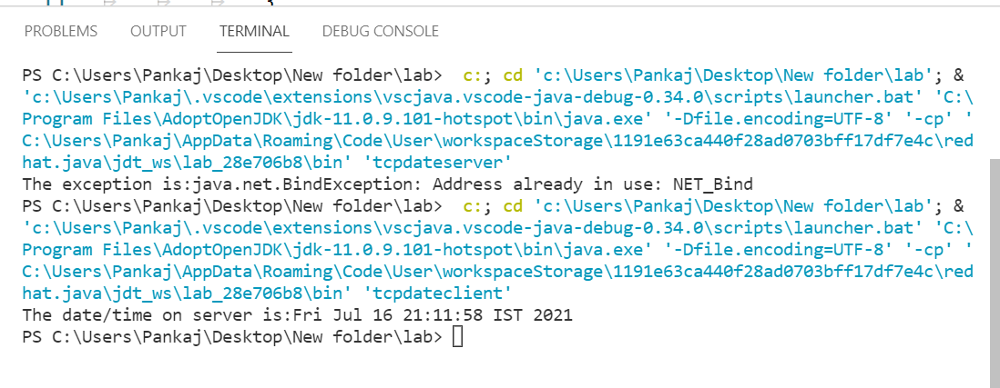 PROBLEMS OUTPUT TERMINAL DEBUG CONSOLE
PS C:\Users\Pankaj\Desktop\New folder\lab>  c:; cd 'c:\Users\Pankaj\Desktop\New folder\lab'; &
'c:\Users\Pankaj\.vscode\extensions\vscjava.vscode-java-debug-0.34.0\scripts\launcher.bat' 'C:\
Program Files\AdoptOpenJDK\jdk-11.0.9.101-hotspot\bin\java.exe' '-Dfile.encoding=UTF-8' '-cp' '
C:\Users\Pankaj\AppData\Roaming\Code\User\workspaceStorage\1191e63ca440f28ad0703bff17df7e4c\red
hat.java\jdt_ws\lab_28e706b8\bin' 'tcpdateserver'
The exception is:java.net.BindException: Address already in use: NET_Bind
PS C:\Users\Pankaj\Desktop\New folder\lab>  c:; cd 'c:\Users\Pankaj\Desktop\New folder\lab'; &
'c:\Users\Pankaj\.vscode\extensions\vscjava.vscode-java-debug-0.34.0\scripts\launcher.bat' 'C:\
Program Files\AdoptOpenJDK\jdk-11.0.9.101-hotspot\bin\java.exe' '-Dfile.encoding=UTF-8' '-cp' '
C:\Users\Pankaj\AppData\Roaming\Code\User\workspaceStorage\1191e63ca440f28ad0703bff17df7e4c\red
hat.java\jdt_ws\lab_28e706b8\bin' 'tcpdateclient'
The date/time on server is:Fri Jul 16 21:11:58 IST 2021
PS C:\Users\Pankaj\Desktop\New folder\lab>